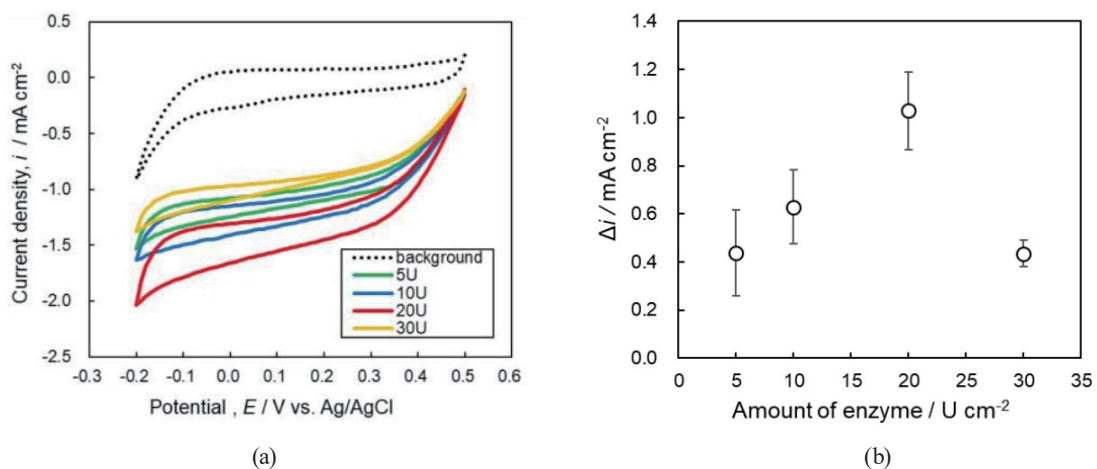 0.5
0.0
-0.5
-1.0
-1.5
-2.0
-2.5
Current density, i / mA cm-2
-0.3 -0.2 -0.1 0.0 0.1 0.2 0.3 0.4 0.5 0.6
Potential , E / V vs. Ag/AgCl
background
5U
10U
20U
30U
(a)
1.4
1.2
1.0
0.8
0.6
0.4
0.2
0.0
Δi / mA cm-2
0 5 10 15 20 25 30 35
Amount of enzyme / U cm-2
(b)